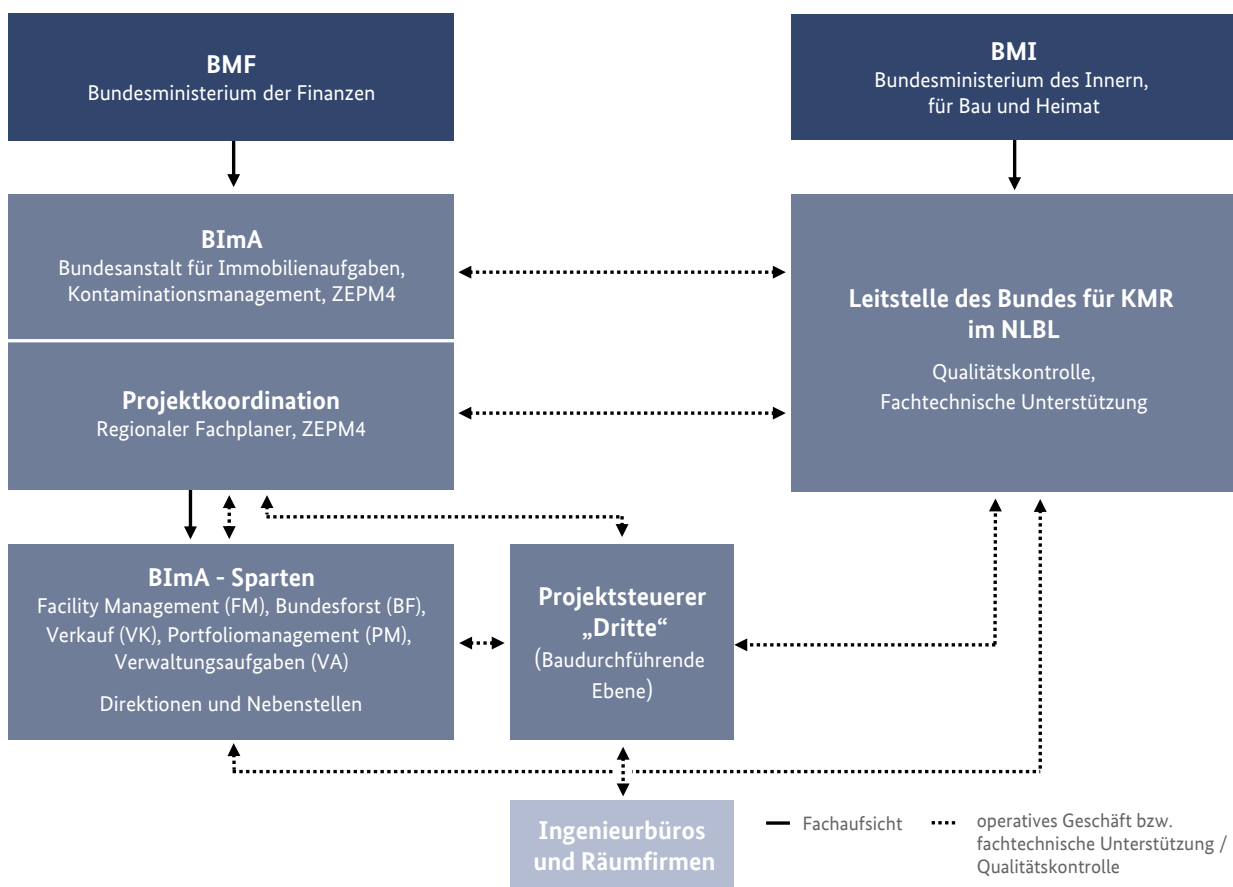 BMF
Bundesministerium der Finanzen
BMI
Bundesministerium des Innern,
für Bau und Heimat
BImA
Bundesanstalt für Immobilienaufgaben,
Kontaminationsmanagement, ZEPM4
Leitstelle des Bundes für KMR
im NLBL
Qualitätskontrolle,
Fachtechnische Unterstützung
Projektkoordination
Regionaler Fachplaner, ZEPM4
BImA - Sparten
Facility Management (FM), Bundesforst (BF),
Verkauf (VK), Portfoliomanagement (PM),
Verwaltungsaufgaben (VA)
Direktionen und Nebenstellen
Projektsteuerer
„Dritte“
(Baudurchführende
Ebene)
Ingenieurbüros
und Räumfirmen
Fachaufsicht
operatives Geschäft bzw.
fachtechnische Unterstützung /
Qualitätskontrolle